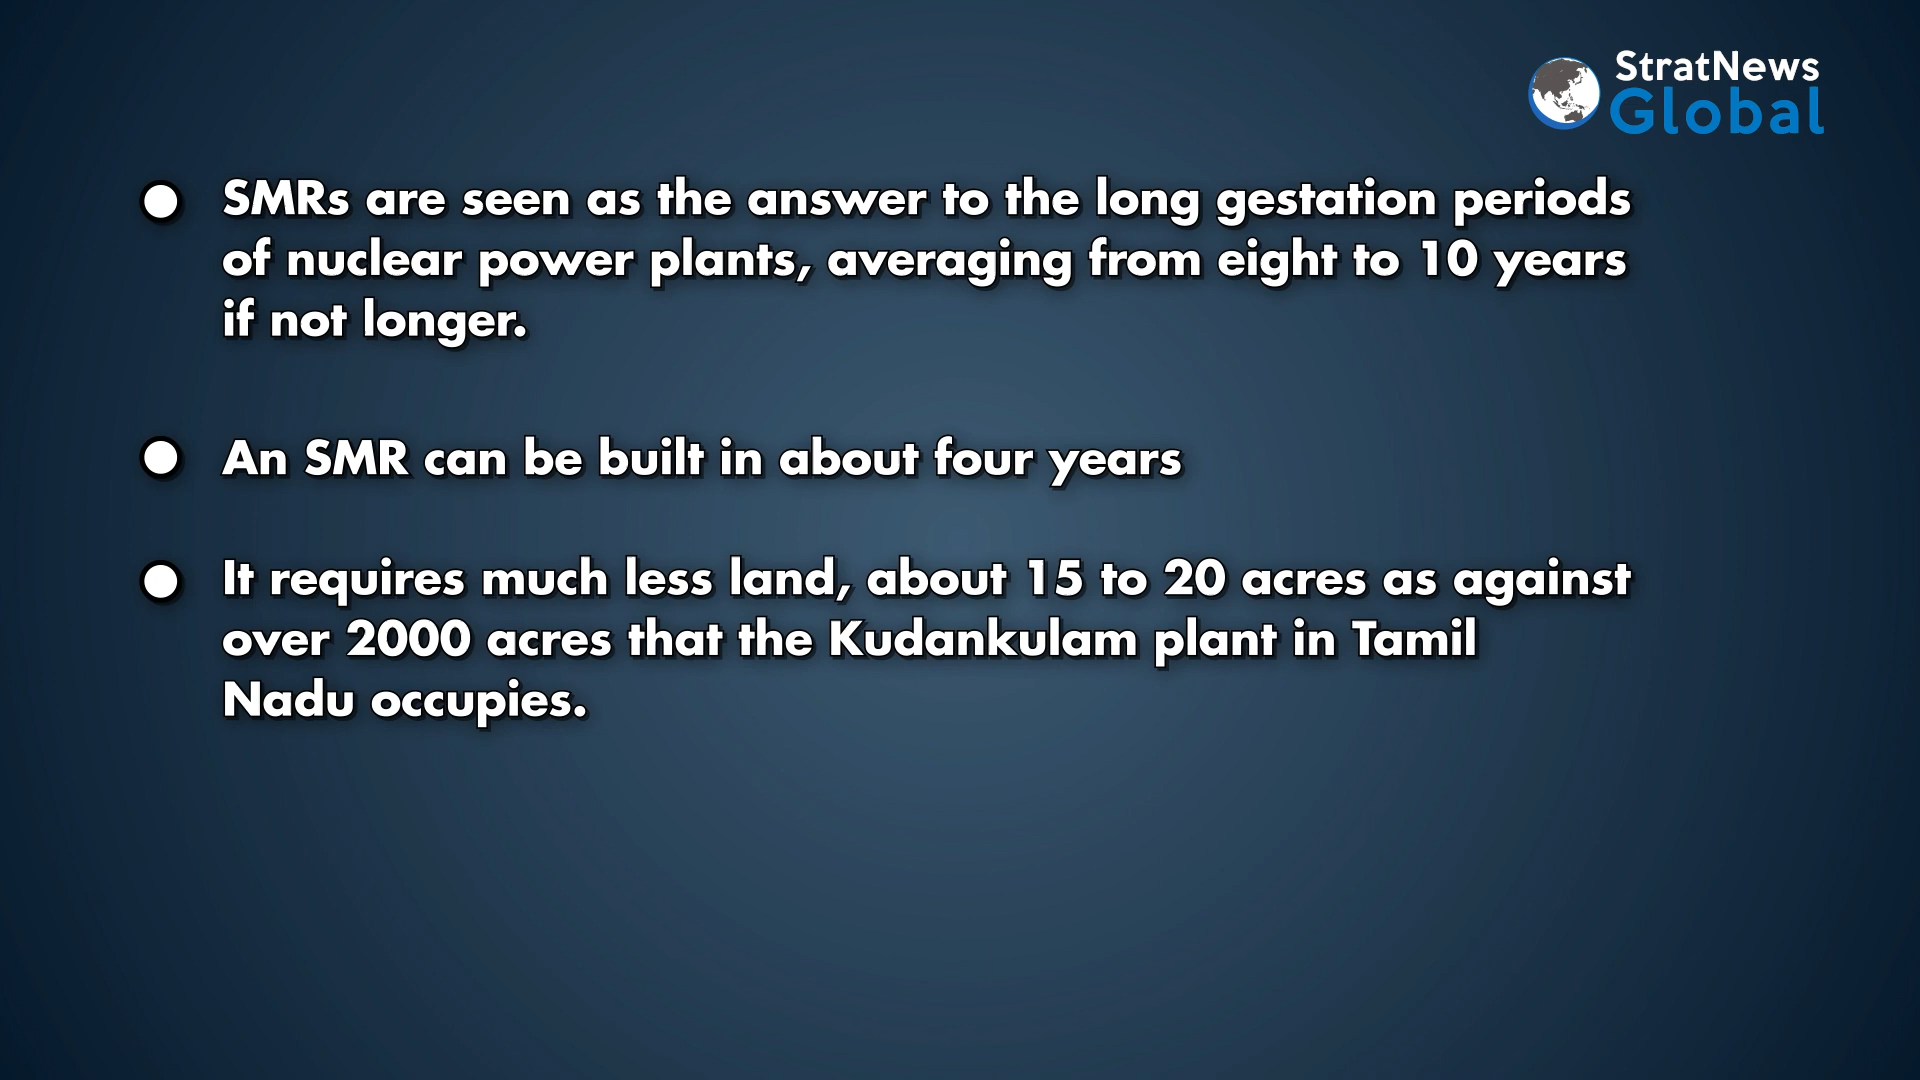 StratNews
Global
SMRs are seen as the answer to the long gestation periods
of nuclear power plants, averaging from eight to 10 years
if not longer.
An SMR can be built in about four years
It requires much less land, about 15 to 20 acres as against
over 2000 acres that the Kudankulam plant in Tamil
Nadu occupies.